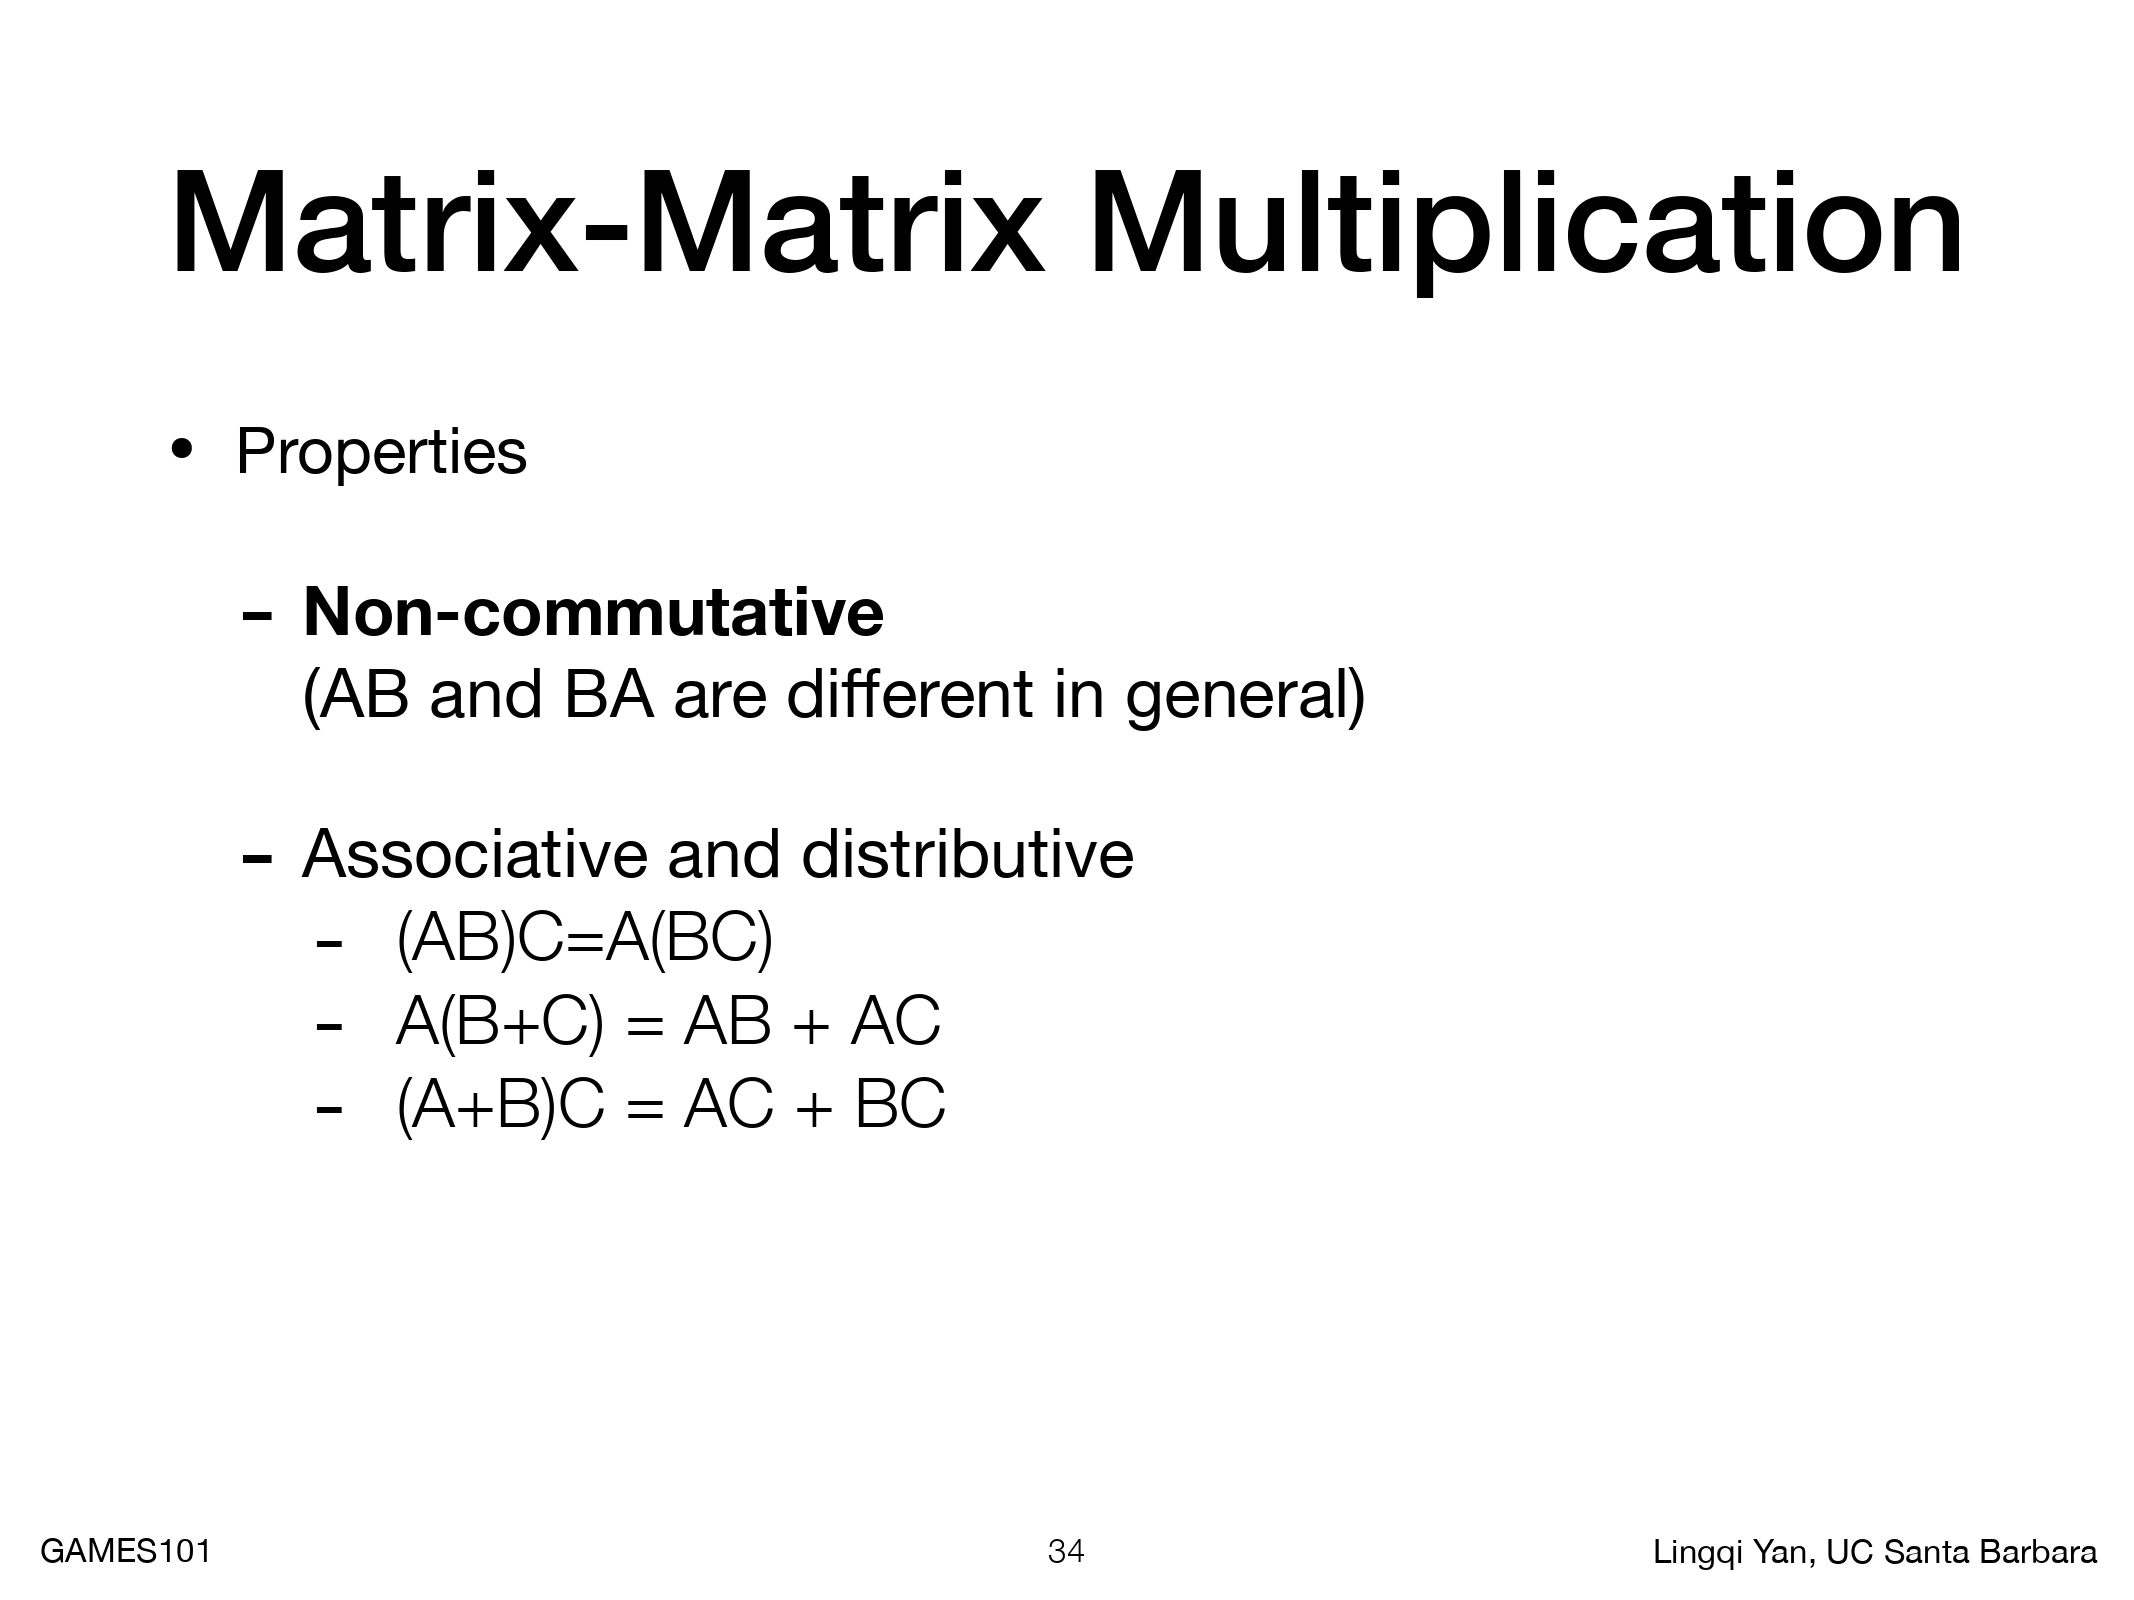 Matrix-Matrix Multiplication
• Properties
- Non-commutative
(AB and BA are different in general)
- Associative and distributive
- (AB)C=A(BC)
- A(B+C) = AB + AC
- (A+B)C = AC + BC
GAMES101 34 Lingqi Yan, UC Santa Barbara